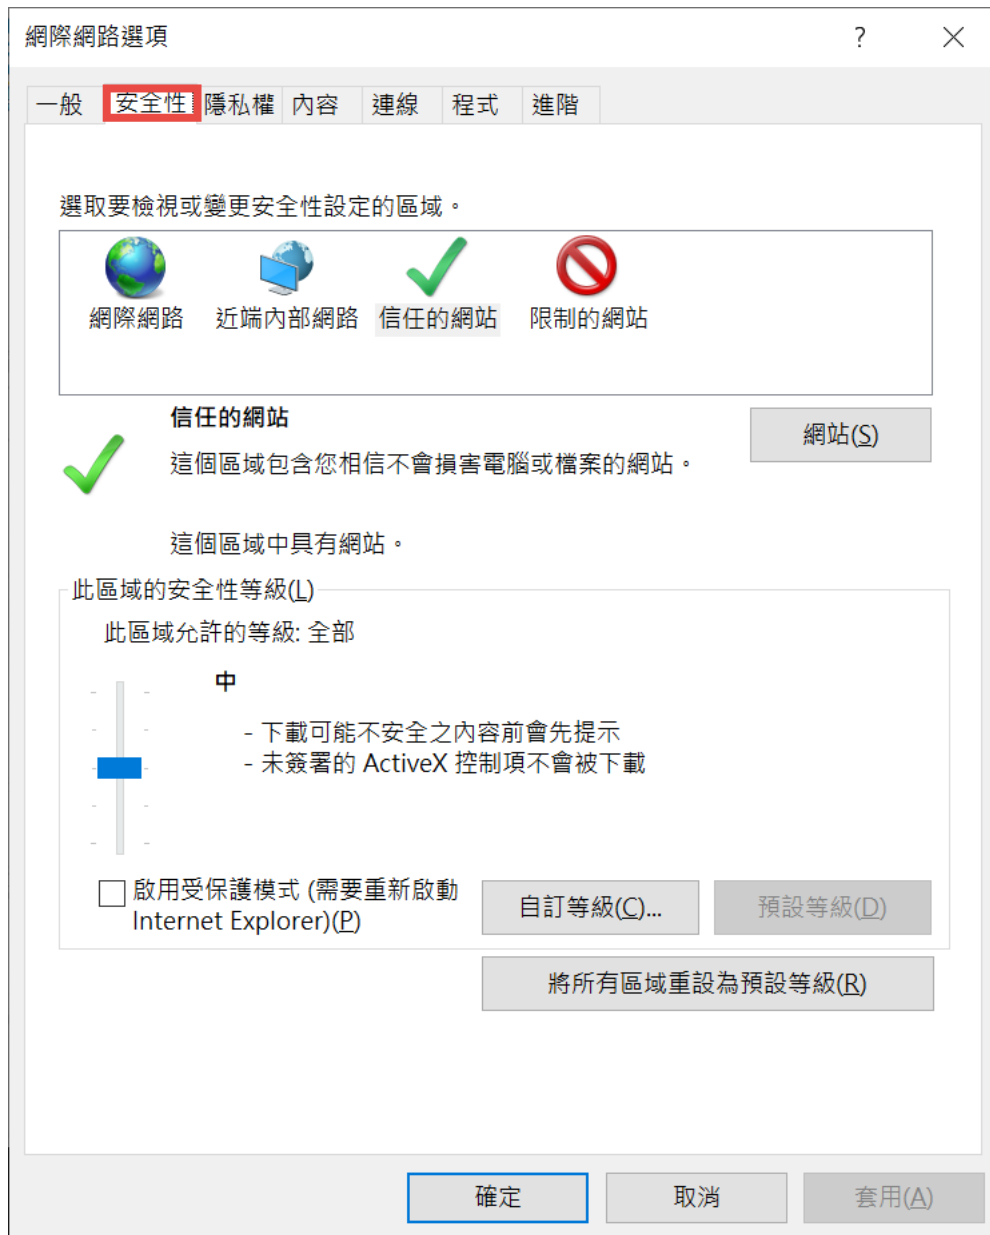 網際網路選項
?
一般 安全性 隱私權 內容 連線 程式 進階
選取要檢視或變更安全性設定的區域。
網際網路 近端內部網路 信任的網站 限制的網站
信任的網站
網站(S)
這個區域包含您相信不會損害電腦或檔案的網站。
這個區域中具有網站。
此區域的安全性等級(L)
此區域允許的等級: 全部
中
- 下載可能不安全之內容前會先提示
- 未簽署的 ActiveX 控制項不會被下載
啟用受保護模式 (需要重新啟動
Internet Explorer)(P)
自訂等級(C)... 預設等級(D)
將所有區域重設為預設等級(R)
確定 取消 套用(A)